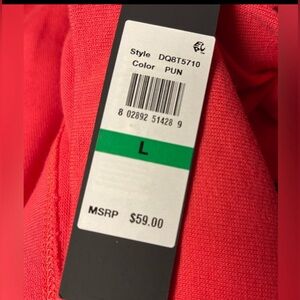 Style DQ8T5710
Color PUN
8 02892 51428 9
L
MSRP $59.00